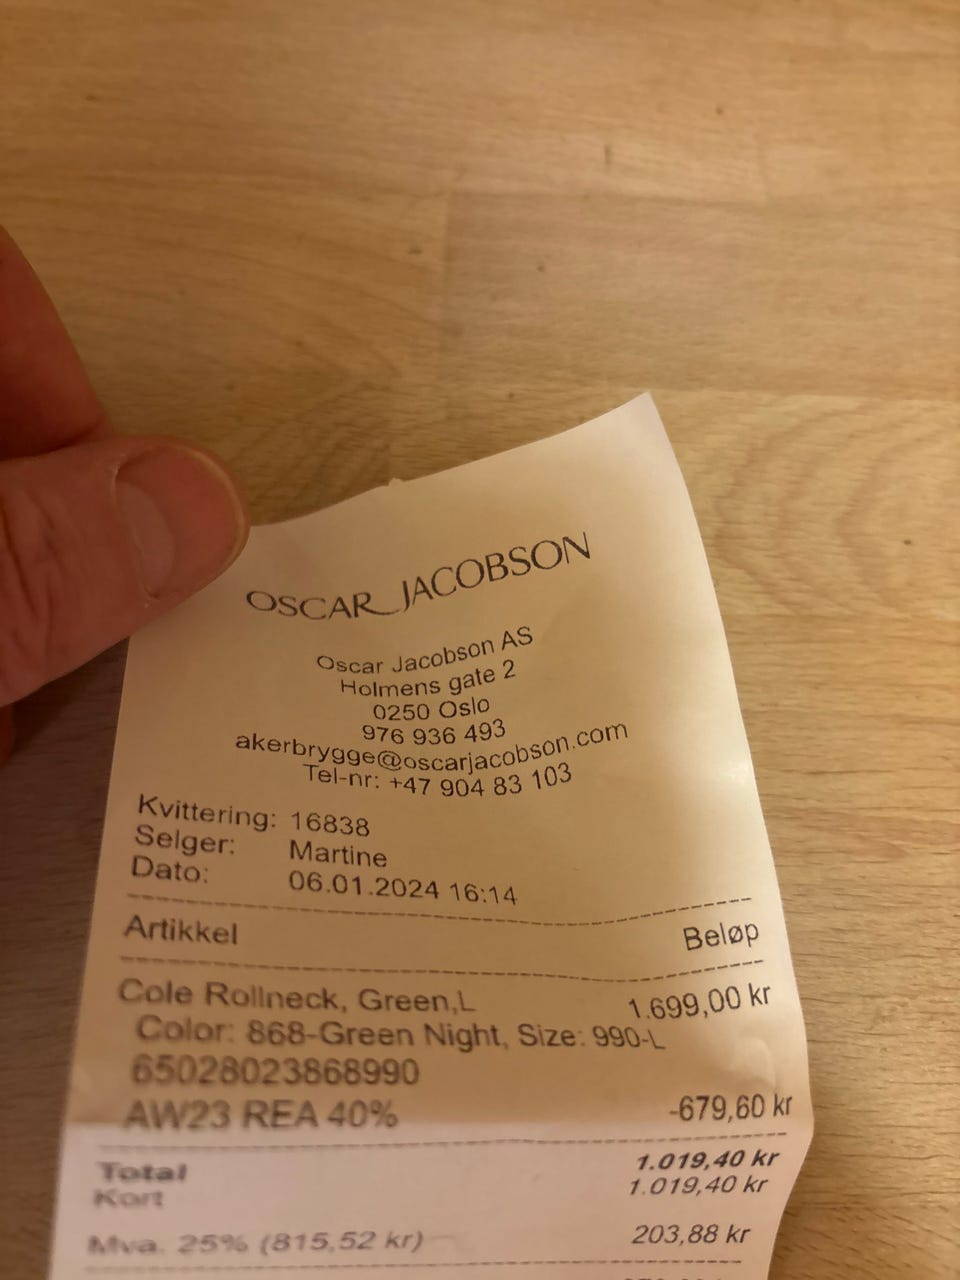 OSCAR JACOBSON
Oscar Jacobson AS
Holmens gate 2
0250 Oslo
976 936 493
akerbrygge@oscarjacobson.com
Tel-nr: +47 904 83 103
Kvittering: 16838
Selger: Martine
Dato: 06.01.2024 16:14
Artikkel Beløp
Cole Rollneck, Green,L 1.699,00 kr
Color: 868-Green Night, Size: 990-L
65028023868990
AW23 REA 40% -679,60 kr
Total 1.019,40 kr
Kort 1.019,40 kr
Mva. 25% (815,52 kr) 203,88 kr